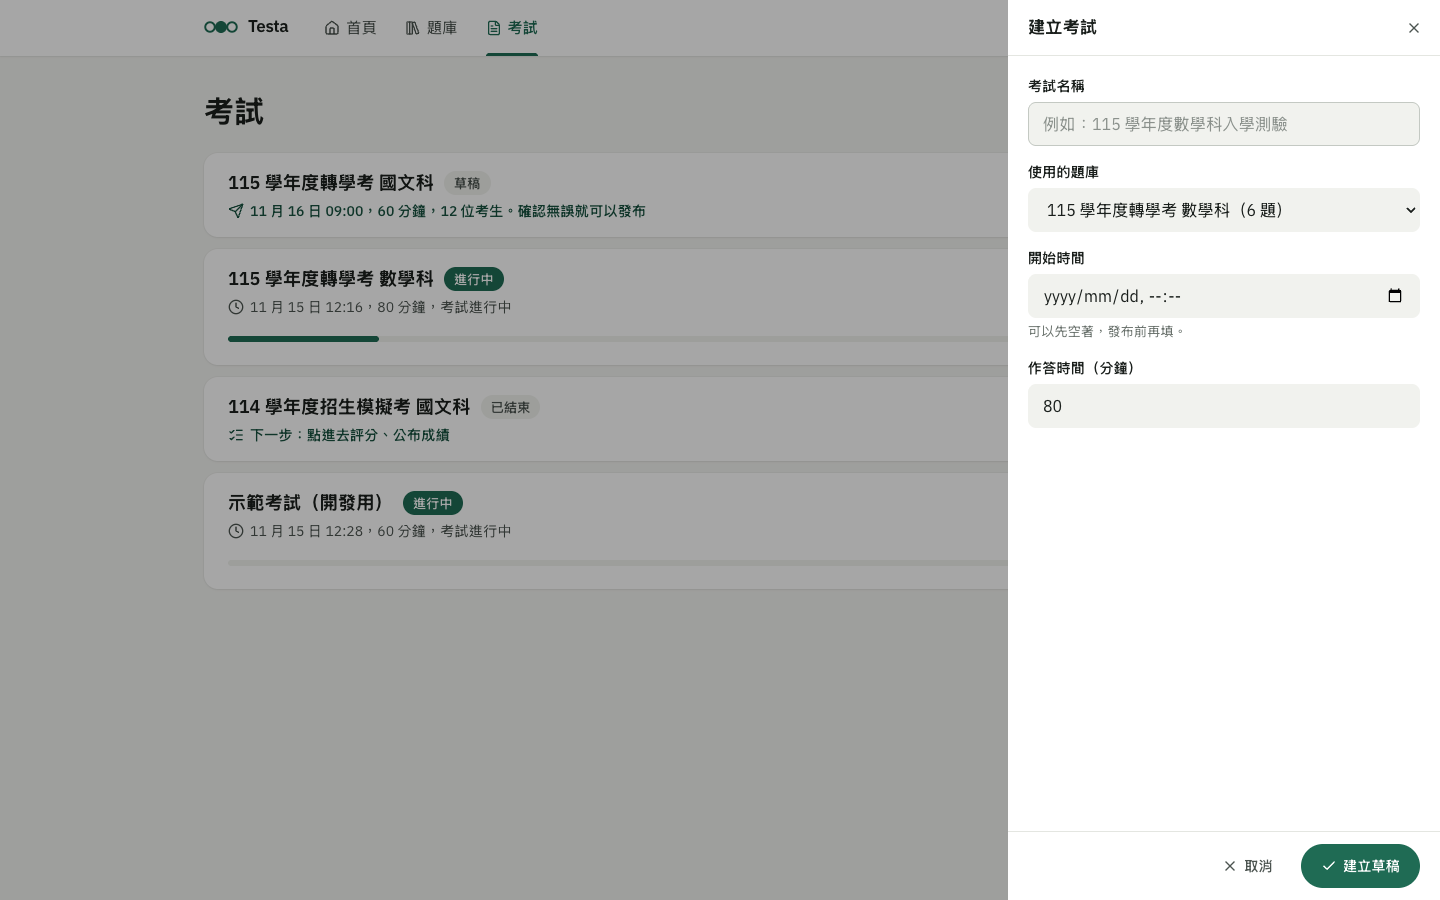 Testa
首頁
題庫
考試
考試
115 學年度轉學考 國文科 草稿
11 月 16 日 09:00，60 分鐘，12 位考生。確認無誤就可以發布
115 學年度轉學考 數學科 進行中
11 月 15 日 12:16，80 分鐘，考試進行中
114 學年度招生模擬考 國文科 已結束
下一步：點進去評分、公布成績
示範考試（開發用） 進行中
11 月 15 日 12:28，60 分鐘，考試進行中
建立考試
考試名稱
例如：115 學年度數學科入學測驗
使用的題庫
115 學年度轉學考 數學科（6 題）
開始時間
yyyy/mm/dd, --:--
可以先空著，發布前再填。
作答時間（分鐘）
80
取消
建立草稿